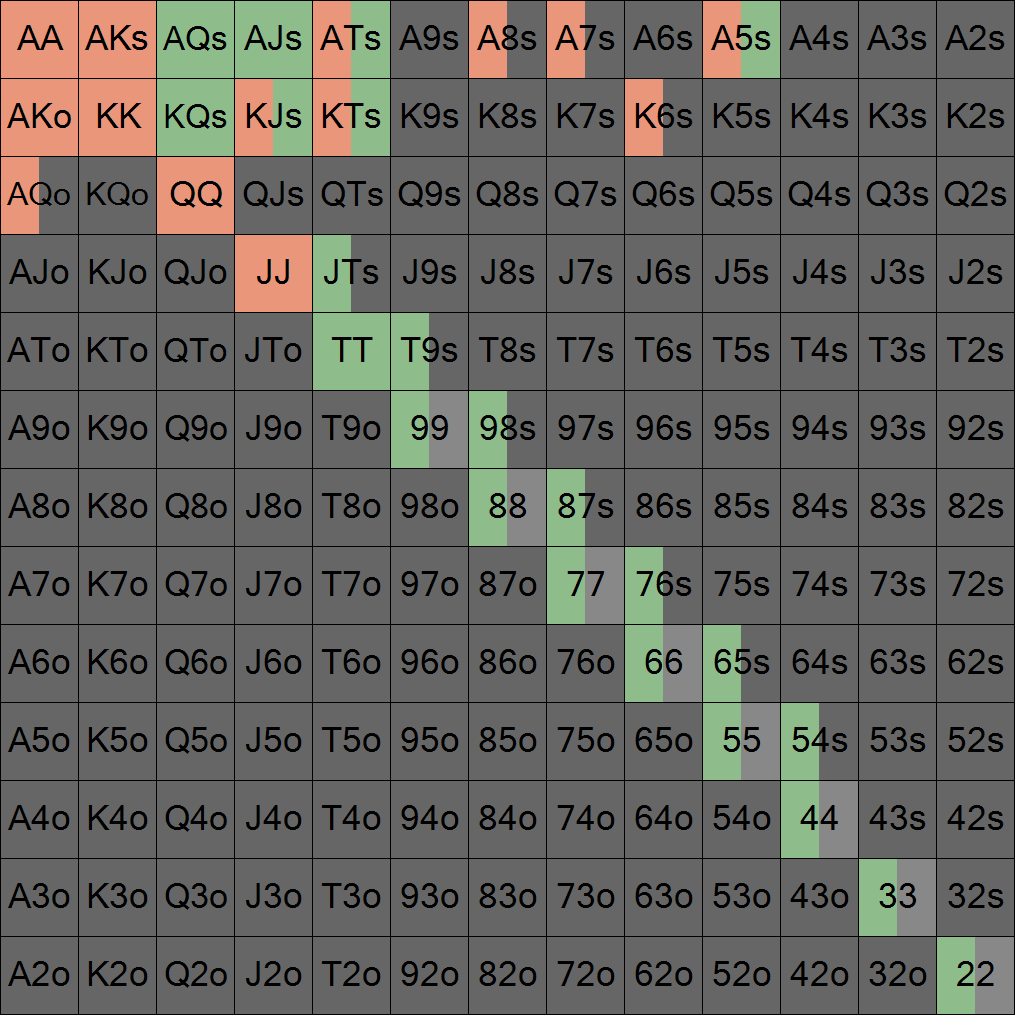 AA AKs AQs AJs ATs A9s A8s A7s A6s A5s A4s A3s A2s
AKo KK KQs KJs KTs K9s K8s K7s K6s K5s K4s K3s K2s
AQo KQo QQ QJs QTs Q9s Q8s Q7s Q6s Q5s Q4s Q3s Q2s
AJo KJo QJo JJ JTs J9s J8s J7s J6s J5s J4s J3s J2s
ATo KTo QTo JTo TT T9s T8s T7s T6s T5s T4s T3s T2s
A9o K9o Q9o J9o T9o 99 98s 97s 96s 95s 94s 93s 92s
A8o K8o Q8o J8o T8o 98o 88 87s 86s 85s 84s 83s 82s
A7o K7o Q7o J7o T7o 97o 87o 77 76s 75s 74s 73s 72s
A6o K6o Q6o J6o T6o 96o 86o 76o 66 65s 64s 63s 62s
A5o K5o Q5o J5o T5o 95o 85o 75o 65o 55 54s 53s 52s
A4o K4o Q4o J4o T4o 94o 84o 74o 64o 54o 44 43s 42s
A3o K3o Q3o J3o T3o 93o 83o 73o 63o 53o 43o 33 32s
A2o K2o Q2o J2o T2o 92o 82o 72o 62o 52o 42o 32o 22